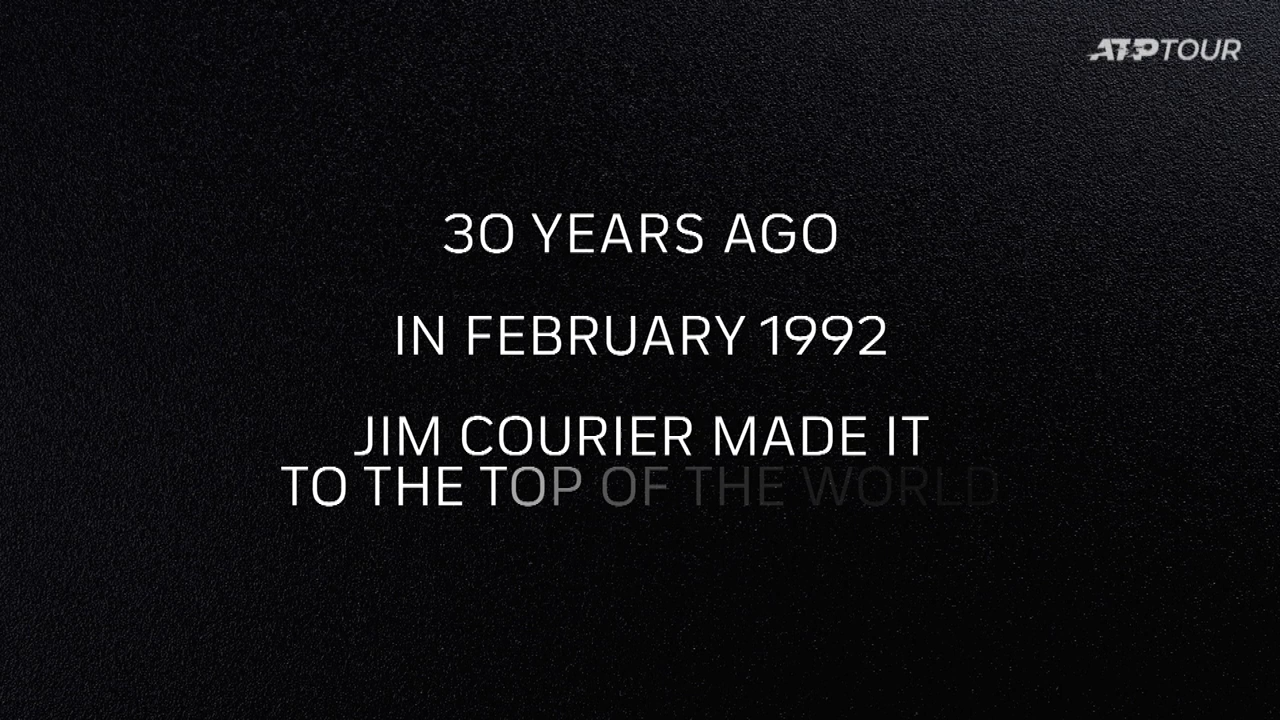 ATPTOUR
30 YEARS AGO
IN FEBRUARY 1992
JIM COURIER MADE IT
TO THE TOP OF THE WORLD